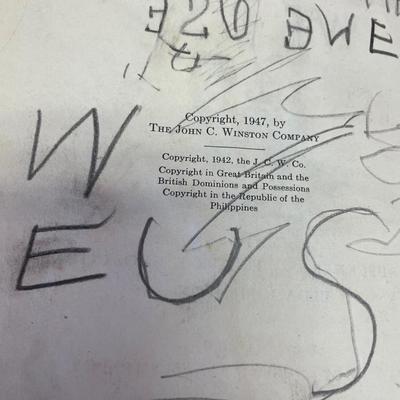 Copyright, 1947, by
THE JOHN C. WINSTON COMPANY
Copyright, 1942, the J. C. W. Co.
Copyright in Great Britain and the
British Dominions and Possessions
Copyright in the Republic of the
Philippines
W
E U S